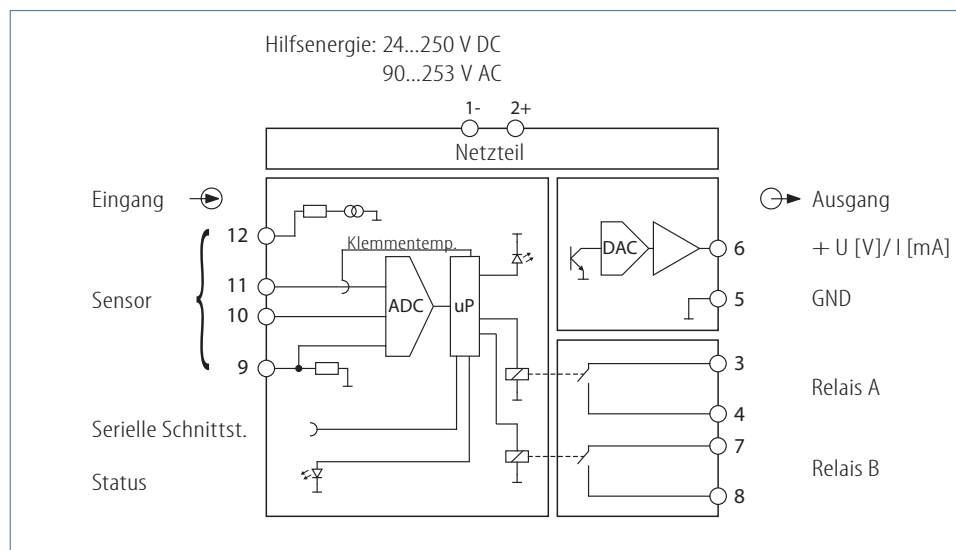 Hilfsenergie: 24...250 V DC
90...253 V AC
1- 2+
Netzteil
Eingang
Ausgang
12
Klemmentemp.
DAC
6
+ U [V]/ I [mA]
11
Sensor
ADC
uP
5
GND
10
9
3
Relais A
4
Serielle Schnittst.
7
Relais B
Status
8